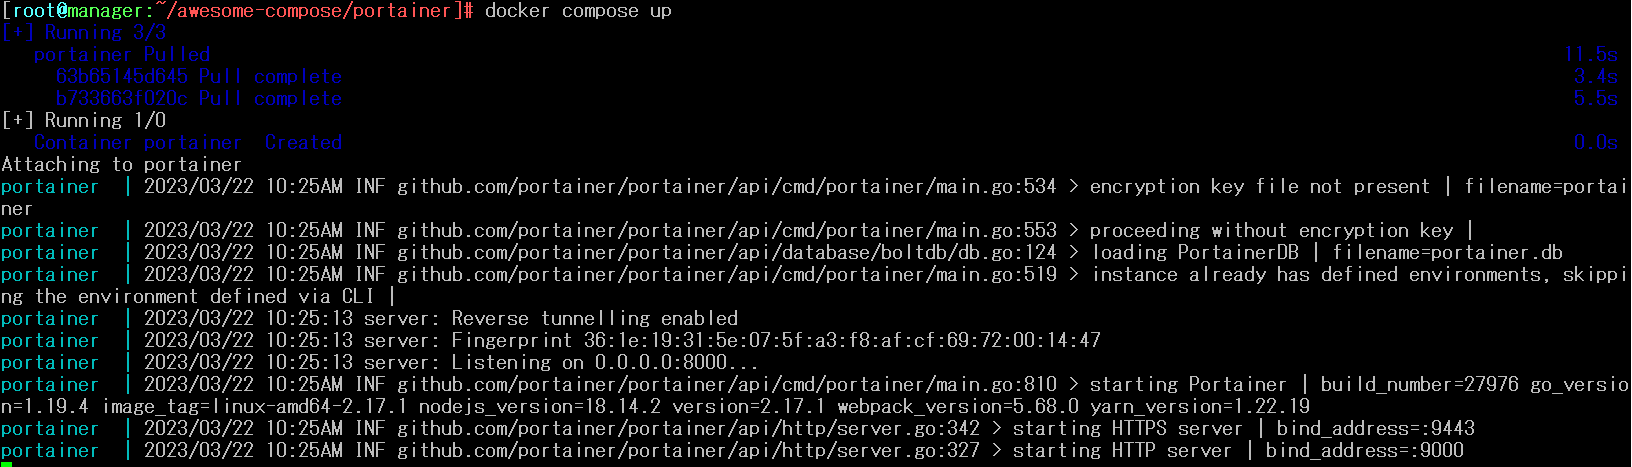 [root@manager:~/awesome-compose/portainer]# docker compose up
[+] Running 3/3
portainer Pulled 11.5s
63b65145d645 Pull complete 3.4s
b733663f020c Pull complete 5.5s
[+] Running 1/0
Container portainer Created 0.0s
Attaching to portainer
portainer | 2023/03/22 10:25AM INF github.com/portainer/portainer/api/cmd/portainer/main.go:534 > encryption key file not present | filename=portai
ner
portainer | 2023/03/22 10:25AM INF github.com/portainer/portainer/api/cmd/portainer/main.go:553 > proceeding without encryption key |
portainer | 2023/03/22 10:25AM INF github.com/portainer/portainer/api/database/boltdb/db.go:124 > loading PortainerDB | filename=portainer.db
portainer | 2023/03/22 10:25AM INF github.com/portainer/portainer/api/cmd/portainer/main.go:519 > instance already has defined environments, skippi
ng the environment defined via CLI |
portainer | 2023/03/22 10:25:13 server: Reverse tunnelling enabled
portainer | 2023/03/22 10:25:13 server: Fingerprint 36:1e:19:31:5e:07:5f:a3:f8:af:cf:69:72:00:14:47
portainer | 2023/03/22 10:25:13 server: Listening on 0.0.0.0:8000...
portainer | 2023/03/22 10:25AM INF github.com/portainer/portainer/api/cmd/portainer/main.go:810 > starting Portainer | build_number=27976 go_versio
n=1.19.4 image_tag=linux-amd64-2.17.1 nodejs_version=18.14.2 version=2.17.1 webpack_version=5.68.0 yarn_version=1.22.19
portainer | 2023/03/22 10:25AM INF github.com/portainer/portainer/api/http/server.go:342 > starting HTTPS server | bind_address=:9443
portainer | 2023/03/22 10:25AM INF github.com/portainer/portainer/api/http/server.go:327 > starting HTTP server | bind_address=:9000